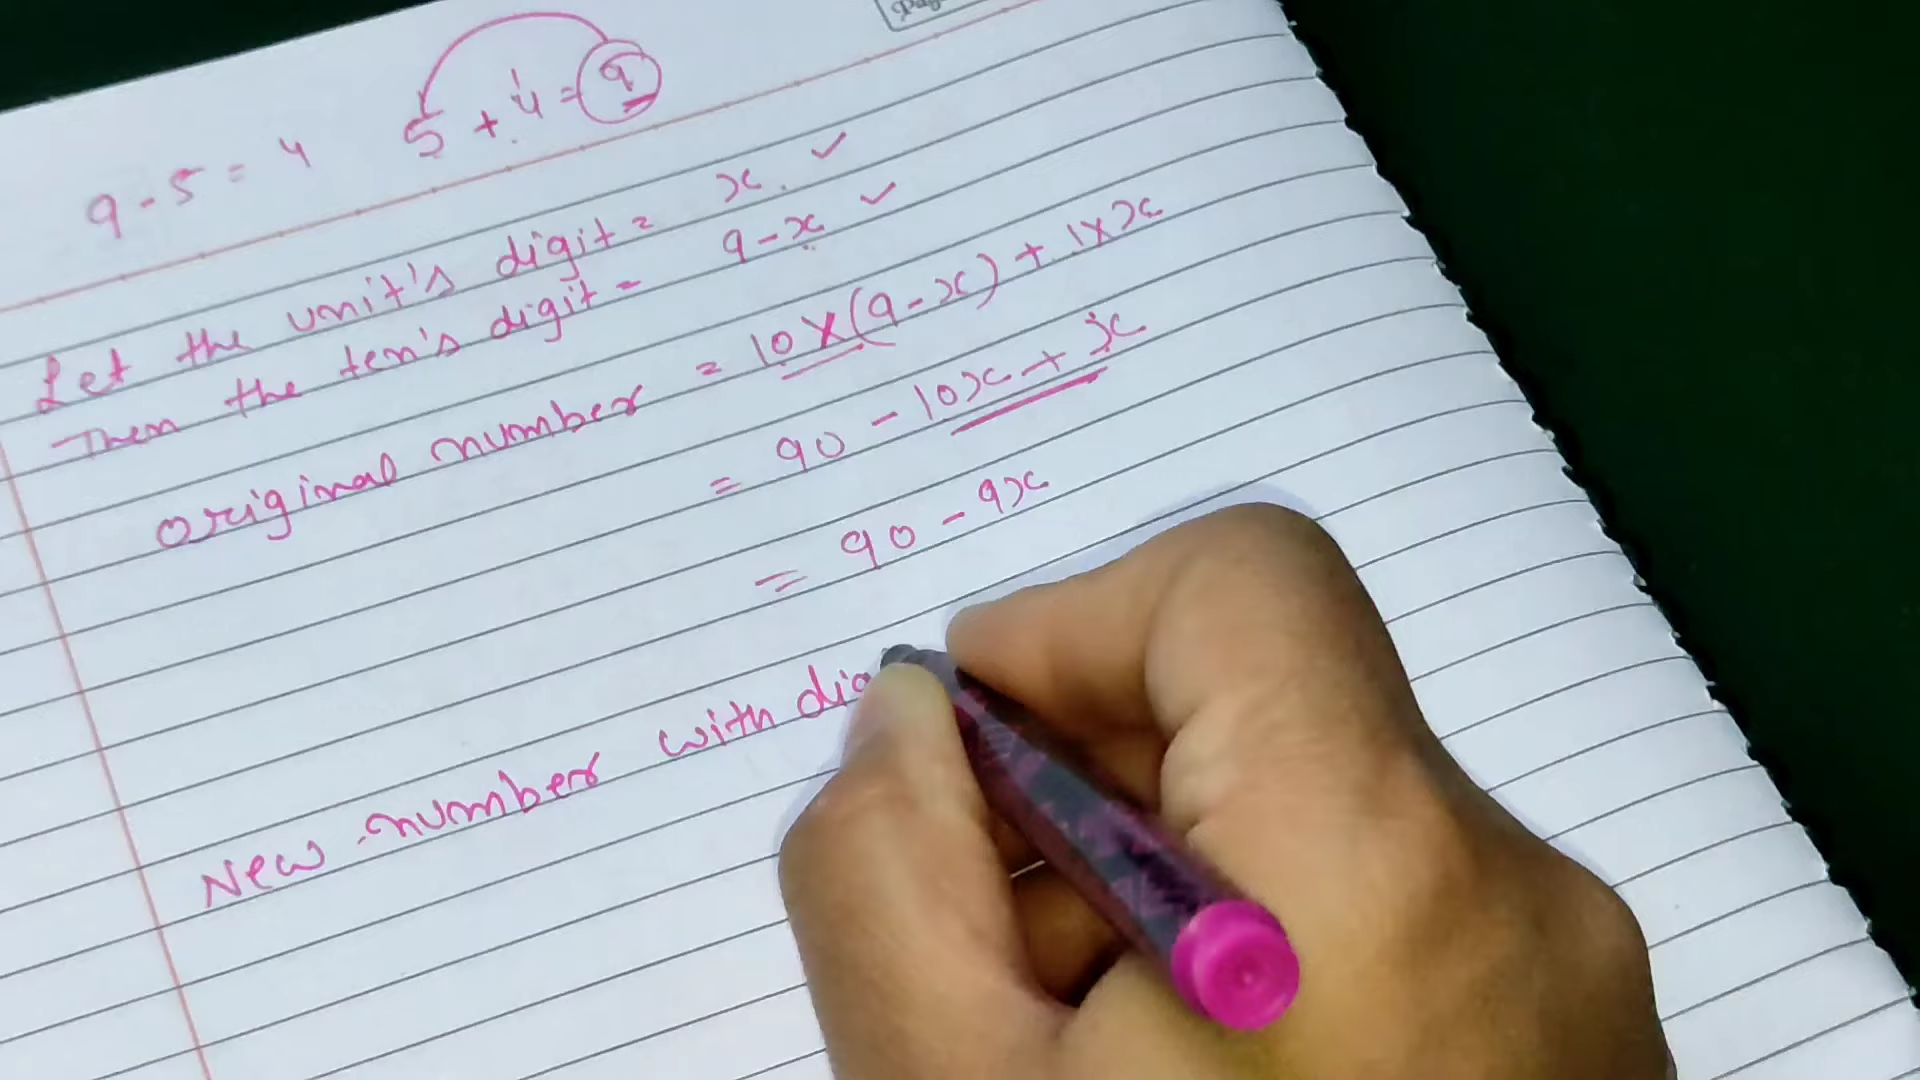 5 + 4 = 9
9 - 5 = 4
Let the unit's digit = x.
Then the ten's digit = 9 - x
original number = 10 X (9 - x) + 1 x x
= 90 - 10x + x
= 90 - 9x
New number with dig